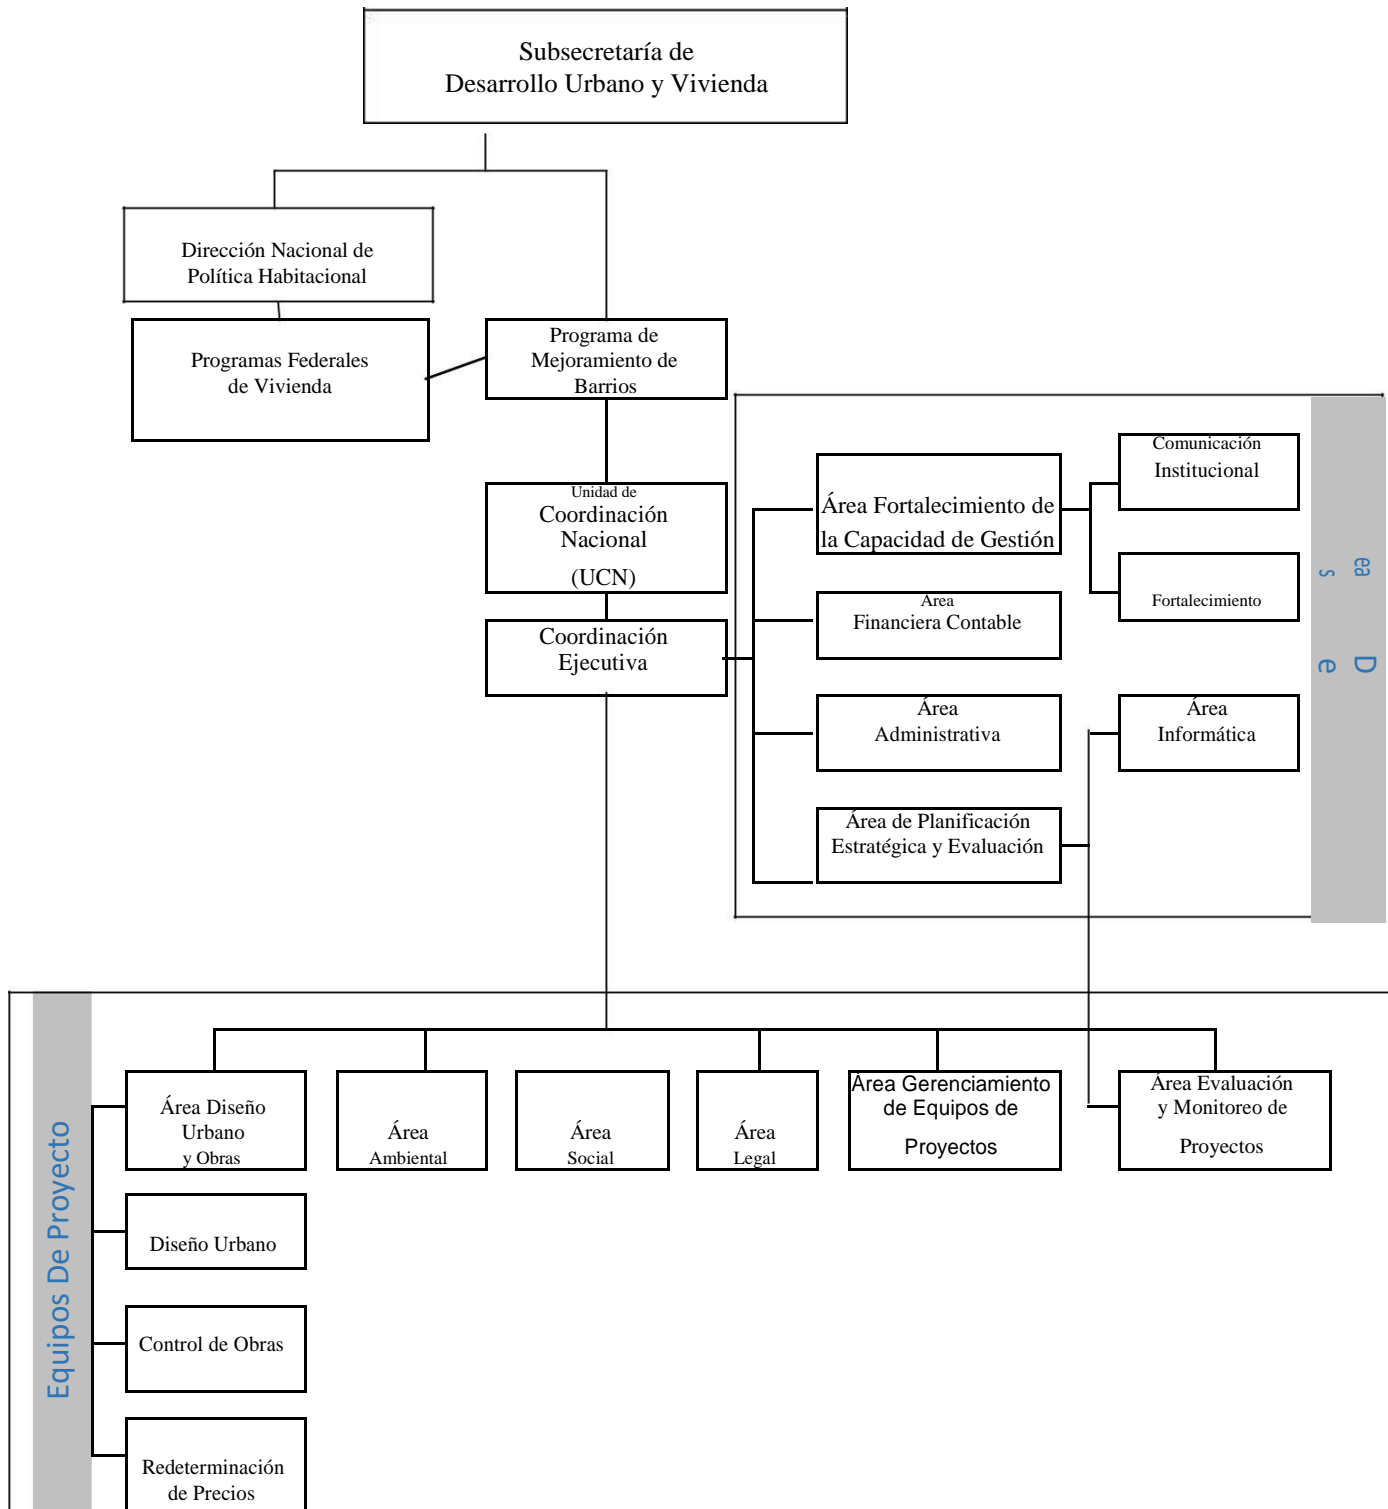 Subsecretaría de
Desarrollo Urbano y Vivienda
Dirección Nacional de
Política Habitacional
Programas Federales
de Vivienda
Programa de
Mejoramiento de
Barrios
Unidad de
Coordinación
Nacional
(UCN)
Coordinación
Ejecutiva
Área Fortalecimiento de
la Capacidad de Gestión
Comunicación
Institucional
Fortalecimiento
Área
Financiera Contable
Área
Administrativa
Área
Informática
Área de Planificación
Estratégica y Evaluación
ea
s
D
e
Equipos De Proyecto
Área Diseño
Urbano
y Obras
Área
Ambiental
Área
Social
Área
Legal
Área Gerenciamiento
de Equipos de
Proyectos
Área Evaluación
y Monitoreo de
Proyectos
Diseño Urbano
Control de Obras
Redeterminación
de Precios